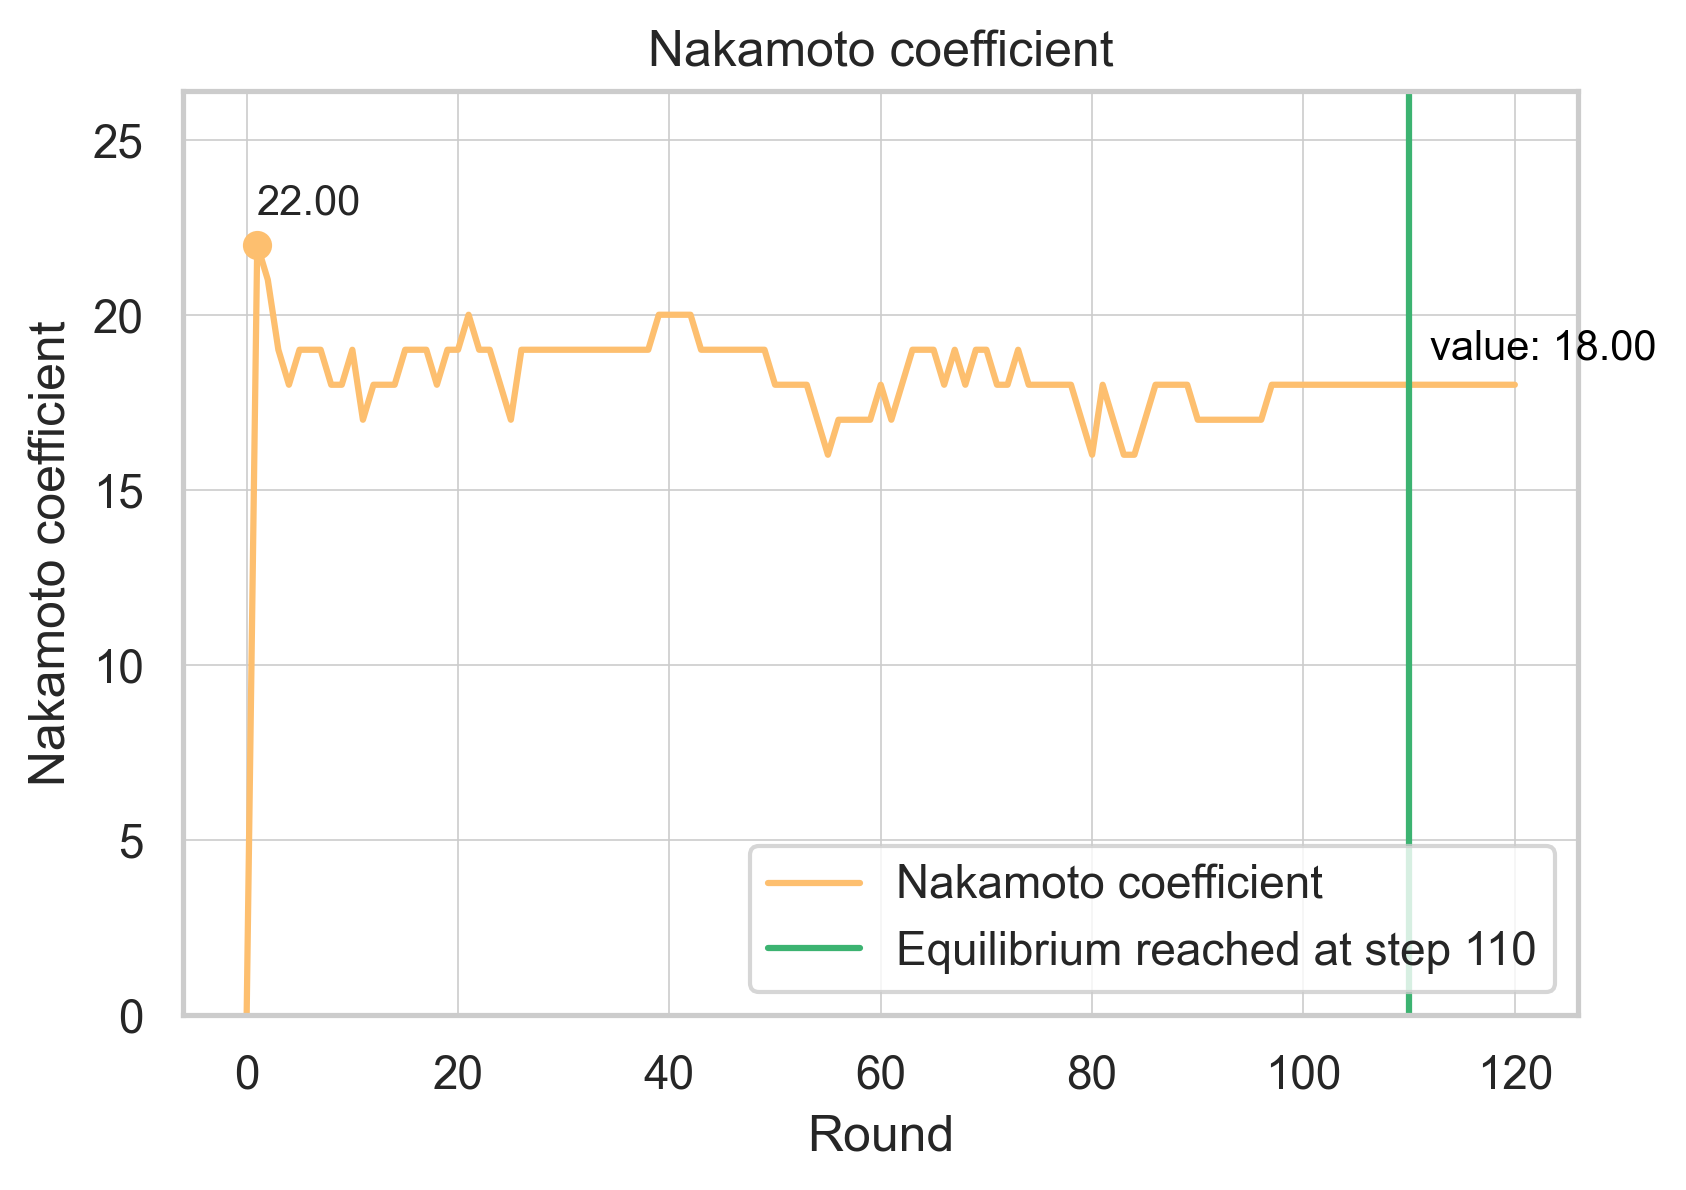 Nakamoto coefficient
25
22.00
20
value: 18.00
15
10
5
0
Nakamoto coefficient
Nakamoto coefficient
Equilibrium reached at step 110
0 20 40 60 80 100 120
Round